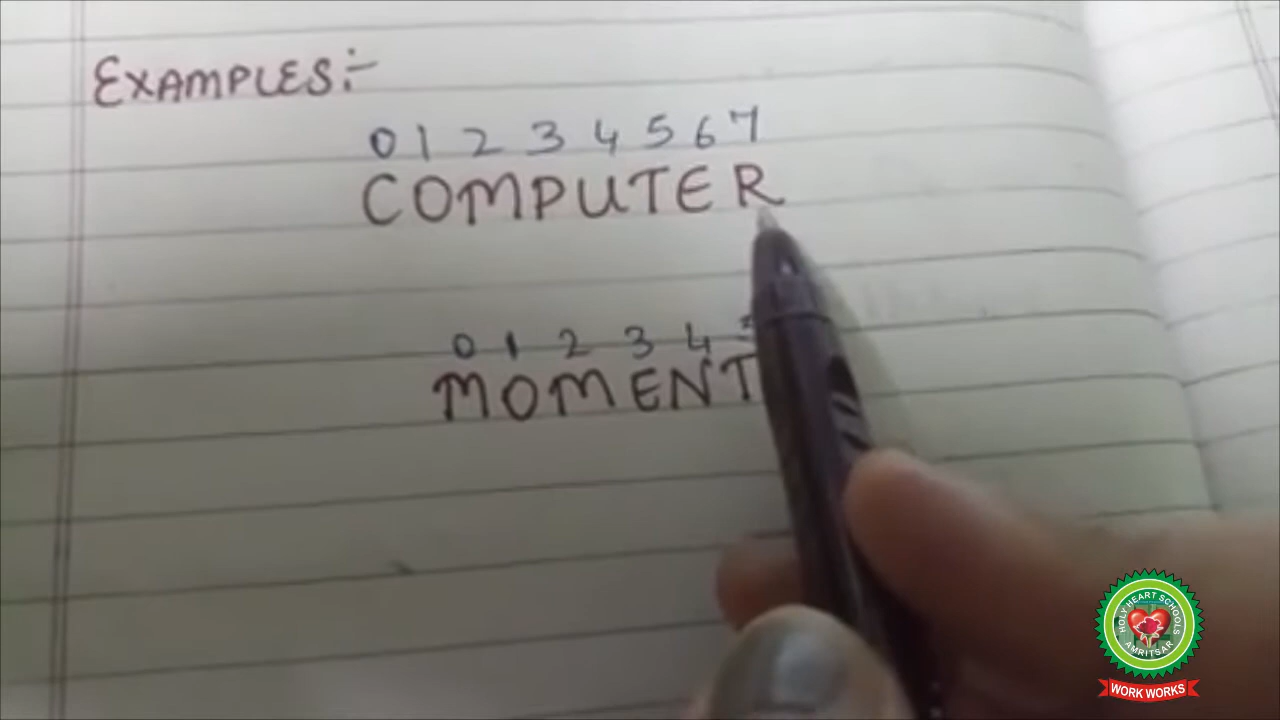 EXAMPLES:-
0 1 2 3 4 5 6 7
COMPUTER
0 1 2 3 4
MOMENT
HOLY HEART SCHOOLS
AMRITSAR
WORK WORKS